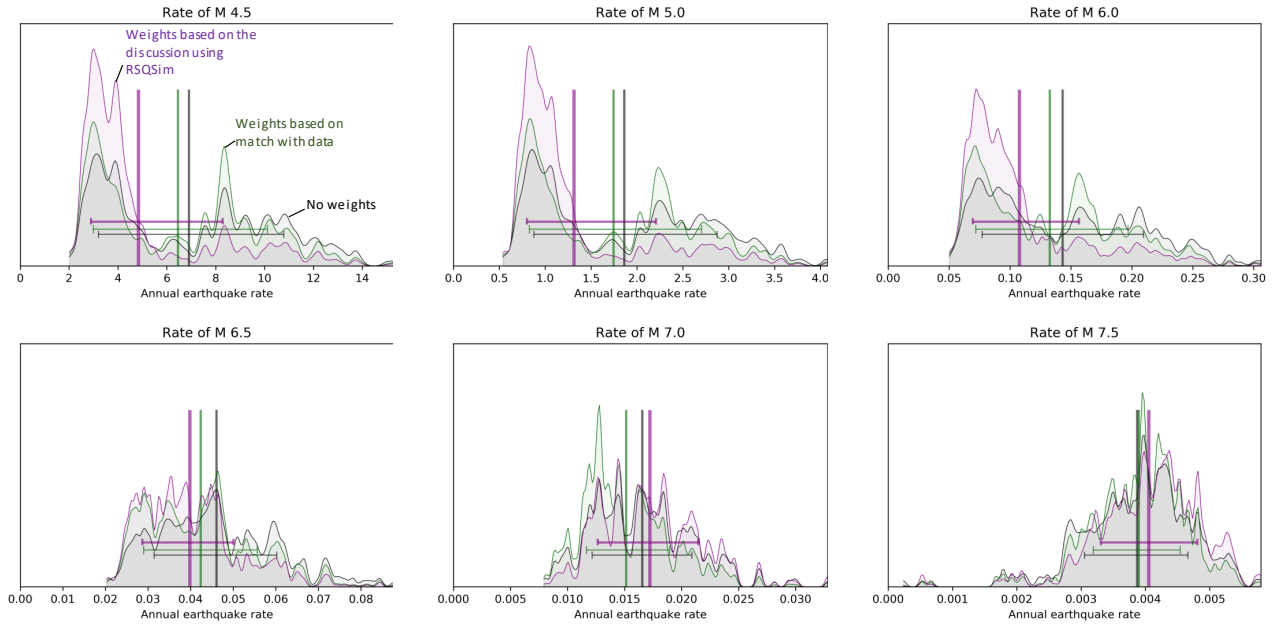 Rate of M 4.5
Weights based on the
discussion using
RSQSim
Weights based on
match with data
No weights
0 2 4 6 8 10 12 14
Annual earthquake rate
Rate of M 5.0
0.0 0.5 1.0 1.5 2.0 2.5 3.0 3.5 4.0
Annual earthquake rate
Rate of M 6.0
0.00 0.05 0.10 0.15 0.20 0.25 0.30
Annual earthquake rate
Rate of M 6.5
0.00 0.01 0.02 0.03 0.04 0.05 0.06 0.07 0.08
Annual earthquake rate
Rate of M 7.0
0.000 0.005 0.010 0.015 0.020 0.025 0.030
Annual earthquake rate
Rate of M 7.5
0.000 0.001 0.002 0.003 0.004 0.005
Annual earthquake rate